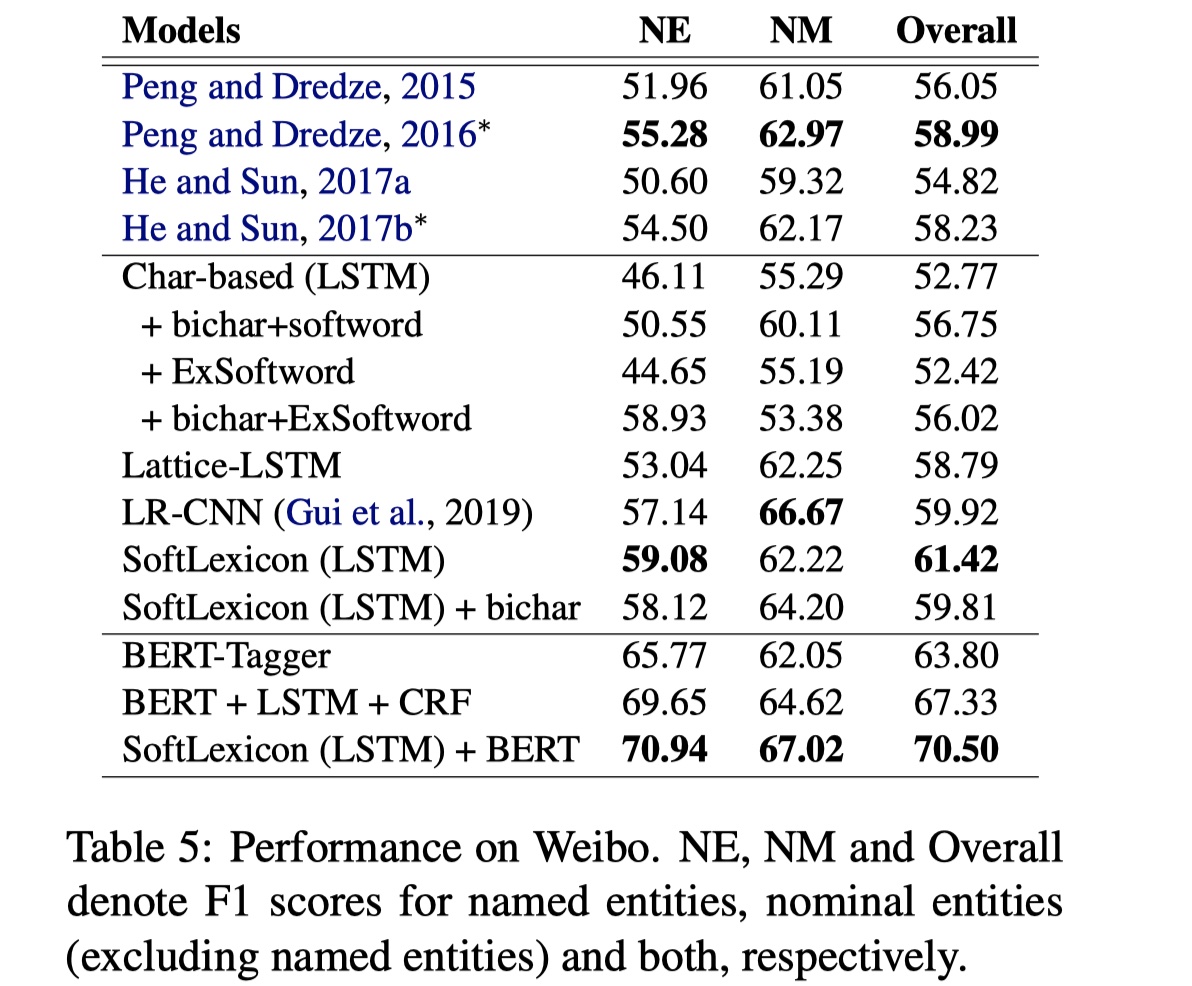 Models NE NM Overall
Peng and Dredze, 2015 51.96 61.05 56.05
Peng and Dredze, 2016* 55.28 62.97 58.99
He and Sun, 2017a 50.60 59.32 54.82
He and Sun, 2017b* 54.50 62.17 58.23
Char-based (LSTM) 46.11 55.29 52.77
+ bichar+softword 50.55 60.11 56.75
+ ExSoftword 44.65 55.19 52.42
+ bichar+ExSoftword 58.93 53.38 56.02
Lattice-LSTM 53.04 62.25 58.79
LR-CNN (Gui et al., 2019) 57.14 66.67 59.92
SoftLexicon (LSTM) 59.08 62.22 61.42
SoftLexicon (LSTM) + bichar 58.12 64.20 59.81
BERT-Tagger 65.77 62.05 63.80
BERT + LSTM + CRF 69.65 64.62 67.33
SoftLexicon (LSTM) + BERT 70.94 67.02 70.50
Table 5: Performance on Weibo. NE, NM and Overall
denote F1 scores for named entities, nominal entities
(excluding named entities) and both, respectively.